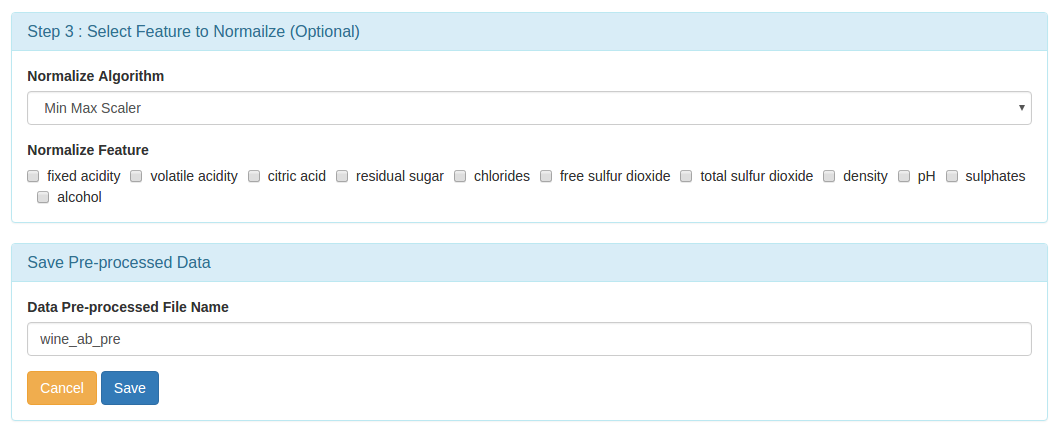 Step 3 : Select Feature to Normailze (Optional)
Normalize Algorithm
Min Max Scaler
Normalize Feature
fixed acidity volatile acidity citric acid residual sugar chlorides free sulfur dioxide total sulfur dioxide density pH sulphates
alcohol
Save Pre-processed Data
Data Pre-processed File Name
wine_ab_pre
Cancel Save